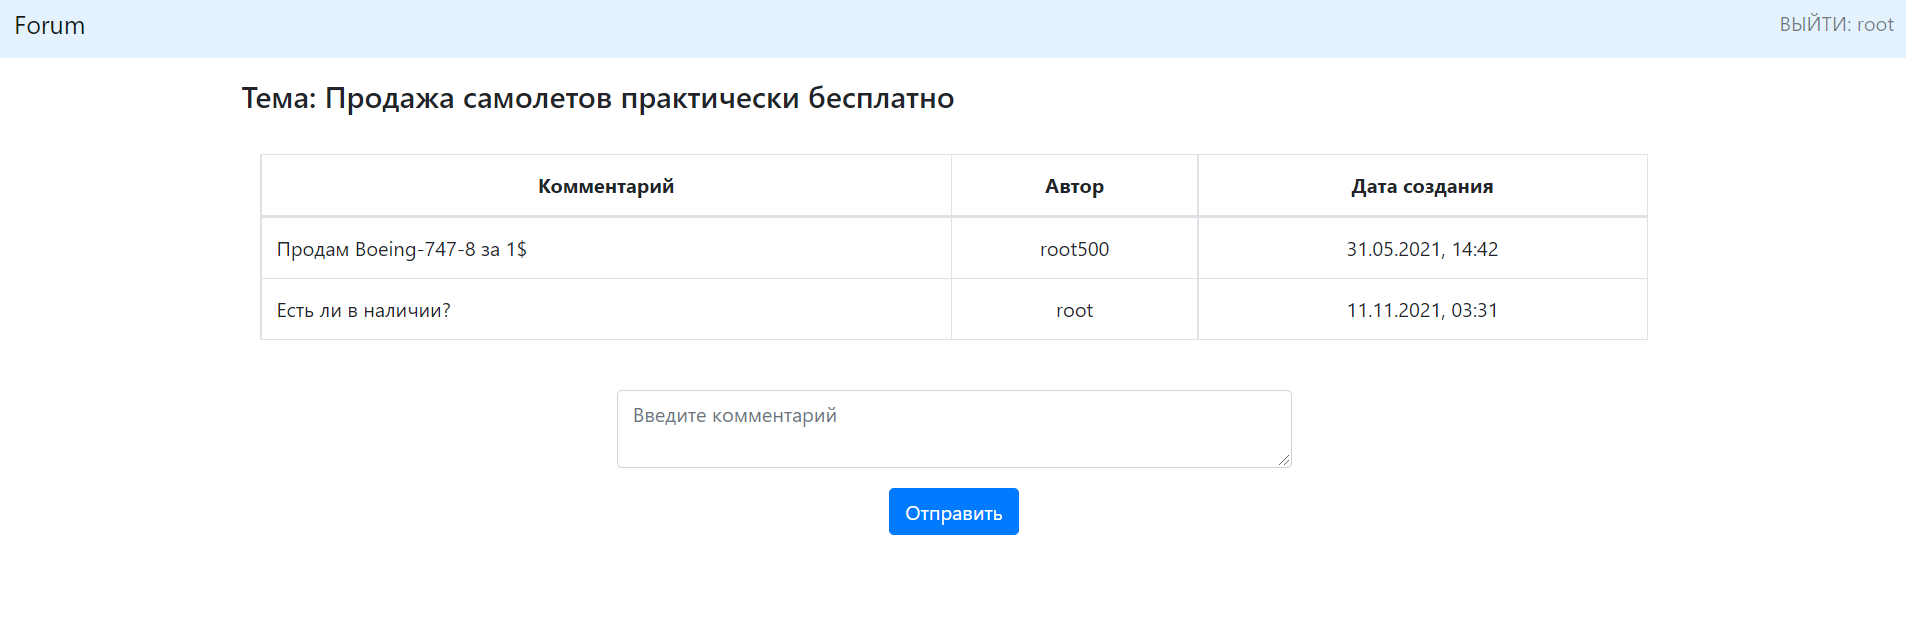 Forum
ВЫЙТИ: root
Тема: Продажа самолетов практически бесплатно
Комментарий Автор Дата создания
Продам Boeing-747-8 за 1$ root500 31.05.2021, 14:42
Есть ли в наличии? root 11.11.2021, 03:31
Введите комментарий
Отправить